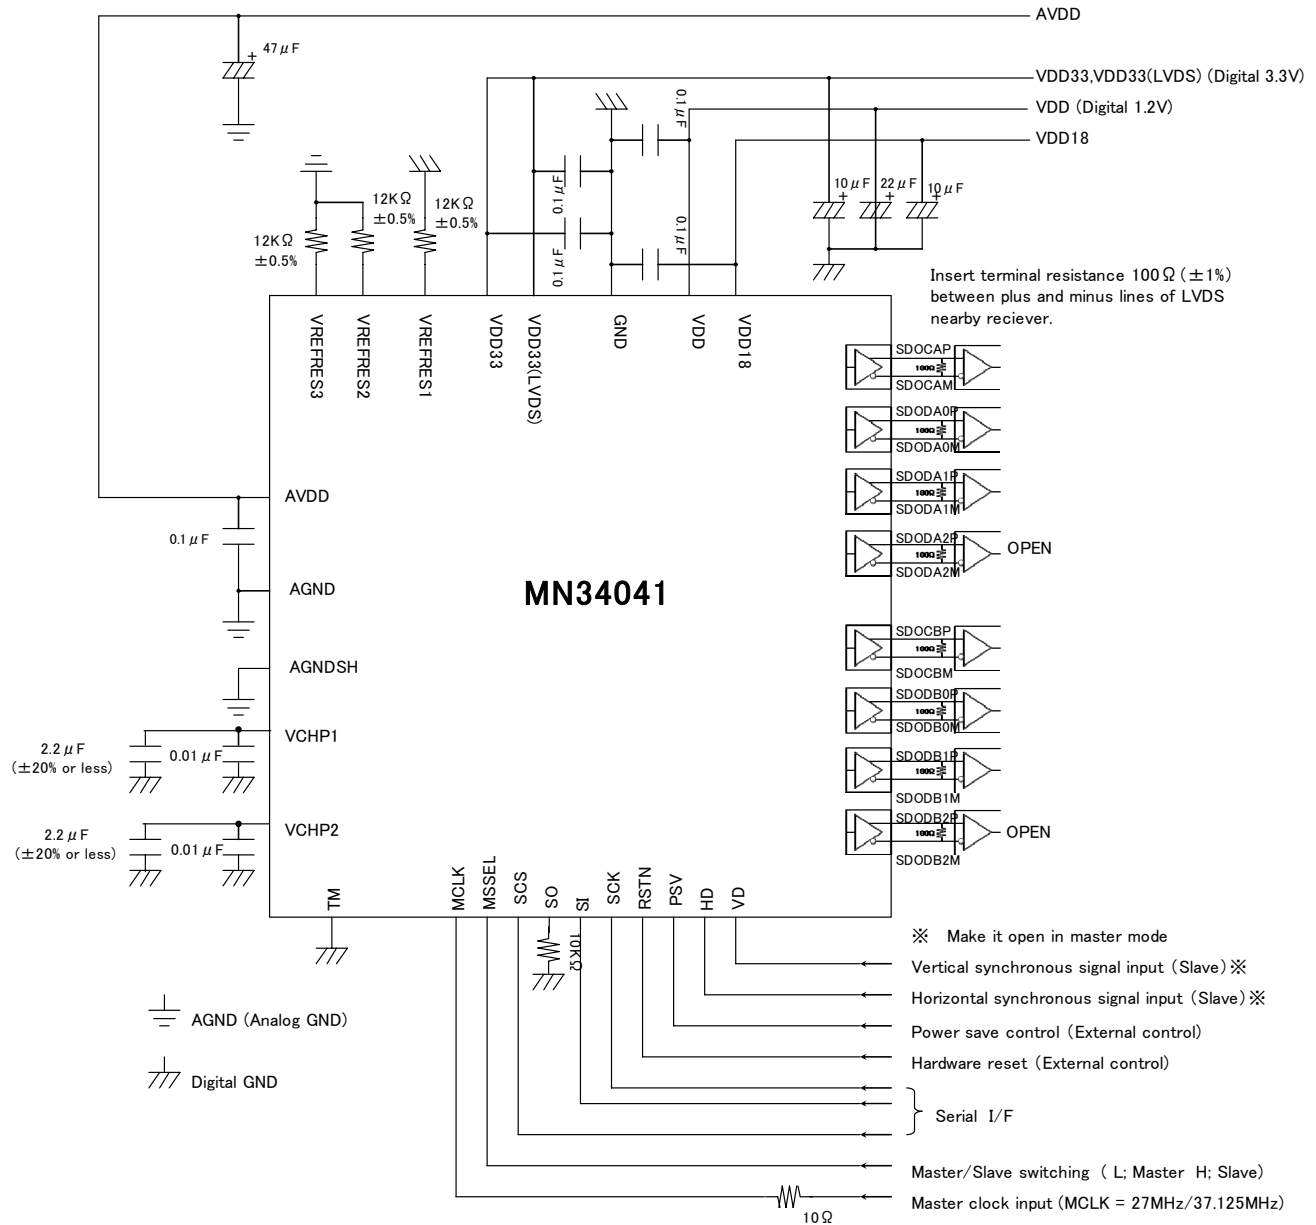 AVDD
47μF
+
VDD33,VDD33(LVDS) (Digital 3.3V)
VDD (Digital 1.2V)
VDD18
0.1μF
0.1μF
0.1μF
0.1μF
10μF
+
22μF
+
10μF
+
12KΩ
±0.5%
12KΩ
±0.5%
12KΩ
±0.5%
Insert terminal resistance 100Ω (±1%)
between plus and minus lines of LVDS
nearby reciever.
VREFRES3
VREFRES2
VREFRES1
VDD33
VDD33(LVDS)
GND
VDD
VDD18
SDOCAP
100Ω
SDOCAM
SDODA0P
100Ω
SDODA0M
SDODA1P
100Ω
SDODA1M
SDODA2P
100Ω
SDODA2M
OPEN
AVDD
0.1μF
AGND
MN34041
AGNDSH
SDOCBP
100Ω
SDOCBM
SDODB0P
100Ω
SDODB0M
SDODB1P
100Ω
SDODB1M
SDODB2P
100Ω
SDODB2M
OPEN
VCHP1
2.2μF
(±20% or less)
0.01μF
VCHP2
2.2μF
(±20% or less)
0.01μF
TM
MCLK
MSSEL
SCS
SO
SI
SCK
RSTN
PSV
HD
VD
10KΩ
※ Make it open in master mode
Vertical synchronous signal input (Slave)※
Horizontal synchronous signal input (Slave)※
Power save control (External control)
Hardware reset (External control)
Serial I/F
Master/Slave switching ( L; Master H; Slave)
Master clock input (MCLK = 27MHz/37.125MHz)
10Ω
AGND (Analog GND)
Digital GND